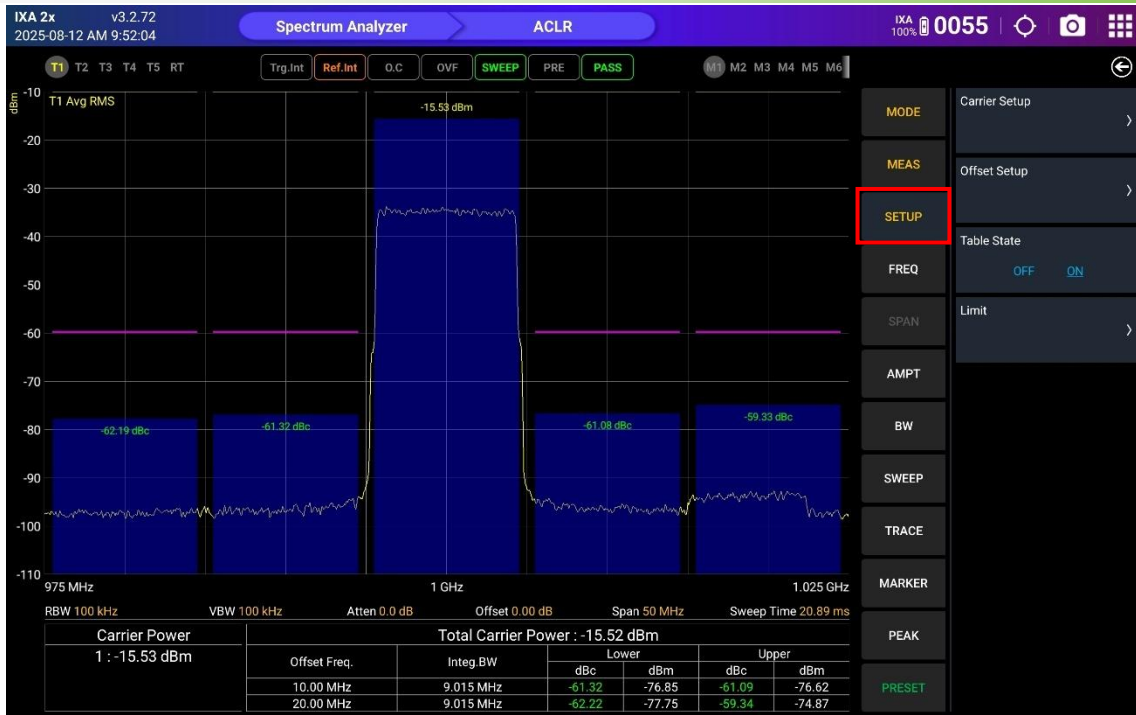 IXA 2x v3.2.72
2025-08-12 AM 9:52:04
Spectrum Analyzer ACLR
IXA
100% 0055
T1 T2 T3 T4 T5 RT Trg.Int Ref.Int O.C OVF SWEEP PRE PASS M1 M2 M3 M4 M5 M6
dBm
T1 Avg RMS
-15.53 dBm
-10
-20
-30
-40
-50
-60
-70
-80
-90
-100
-110
-62.19 dBc
-61.32 dBc
-61.08 dBc
-59.33 dBc
975 MHz 1 GHz 1.025 GHz
RBW 100 kHz VBW 100 kHz Atten 0.0 dB Offset 0.00 dB Span 50 MHz Sweep Time 20.89 ms
Carrier Power
1 : -15.53 dBm
Total Carrier Power : -15.52 dBm
Offset Freq. Integ.BW Lower Upper
dBc dBm dBc dBm
10.00 MHz 9.015 MHz -61.32 -76.85 -61.09 -76.62
20.00 MHz 9.015 MHz -62.22 -77.75 -59.34 -74.87
MODE
MEAS
SETUP
FREQ
SPAN
AMPT
BW
SWEEP
TRACE
MARKER
PEAK
PRESET
Carrier Setup
Offset Setup
Table State
OFF ON
Limit